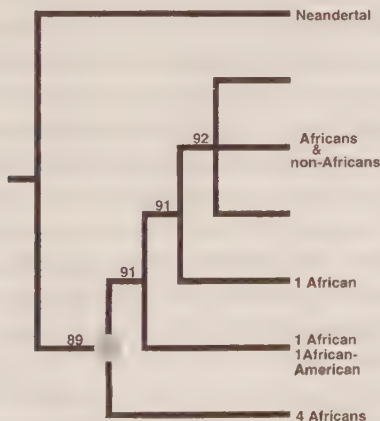 Neandertal
92
Africans
&
non-Africans
91
91
1 African
89
1 African
1African-
American
4 Africans